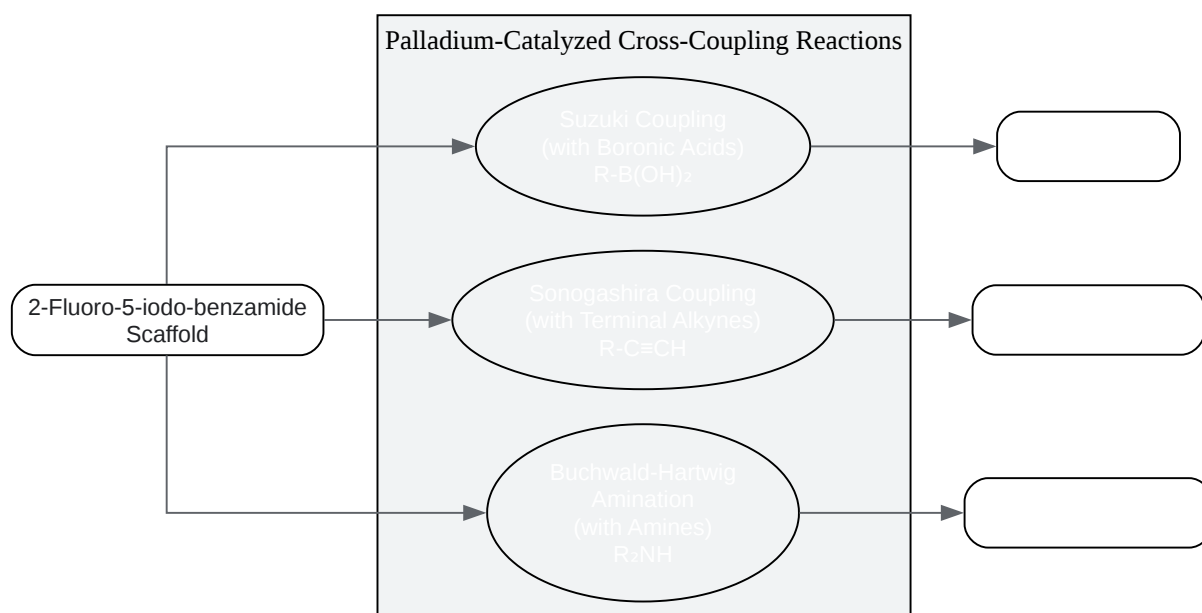 Palladium-Catalyzed Cross-Coupling Reactions
Suzuki Coupling
(with Boronic Acids)
R-B(OH)₂
2-Fluoro-5-iodo-benzamide
Scaffold
Sonogashira Coupling
(with Terminal Alkynes)
R-C≡CH
Buchwald-Hartwig
Amination
(with Amines)
R₂NH